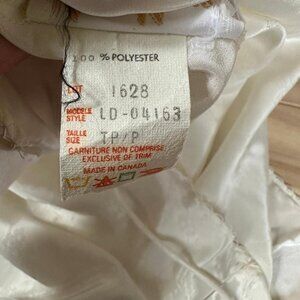 100 % POLYESTER
LOT 1628
MODELE STYLE LD-04163
TAILLE SIZE TP/P
GARNITURE NON COMPRISE
EXCLUSIVE OF TRIM
MADE IN CANADA